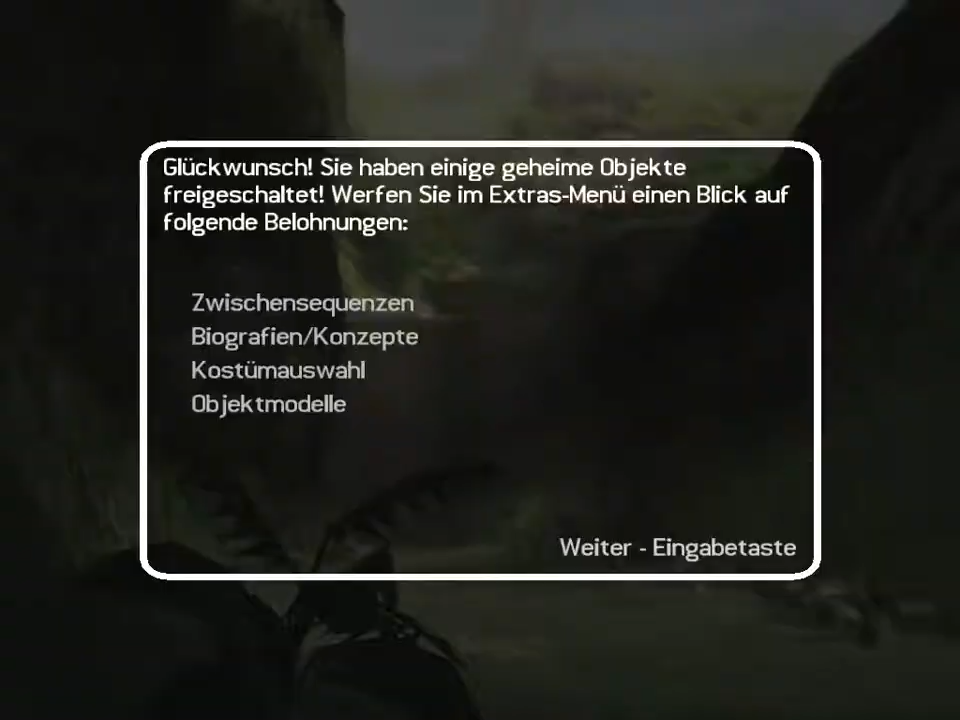 Glückwunsch! Sie haben einige geheime Objekte
freigeschaltet! Werfen Sie im Extras-Menü einen Blick auf
folgende Belohnungen:
Zwischensequenzen
Biografien/Konzepte
Kostümauswahl
Objektmodelle
Weiter - Eingabetaste